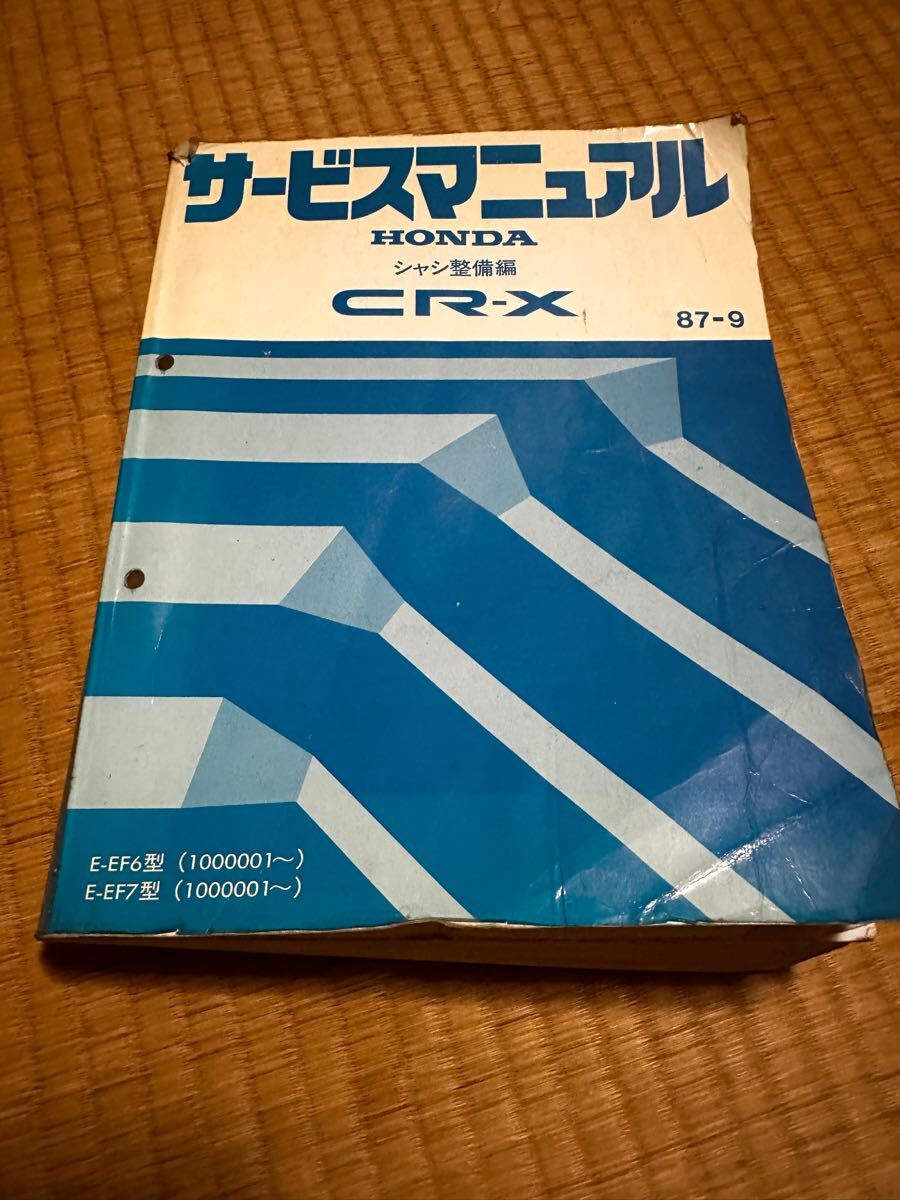 サービスマニュアル
HONDA
シャシ整備編
CR-X
87-9
E-EF6型 (1000001〜)
E-EF7型 (1000001〜)